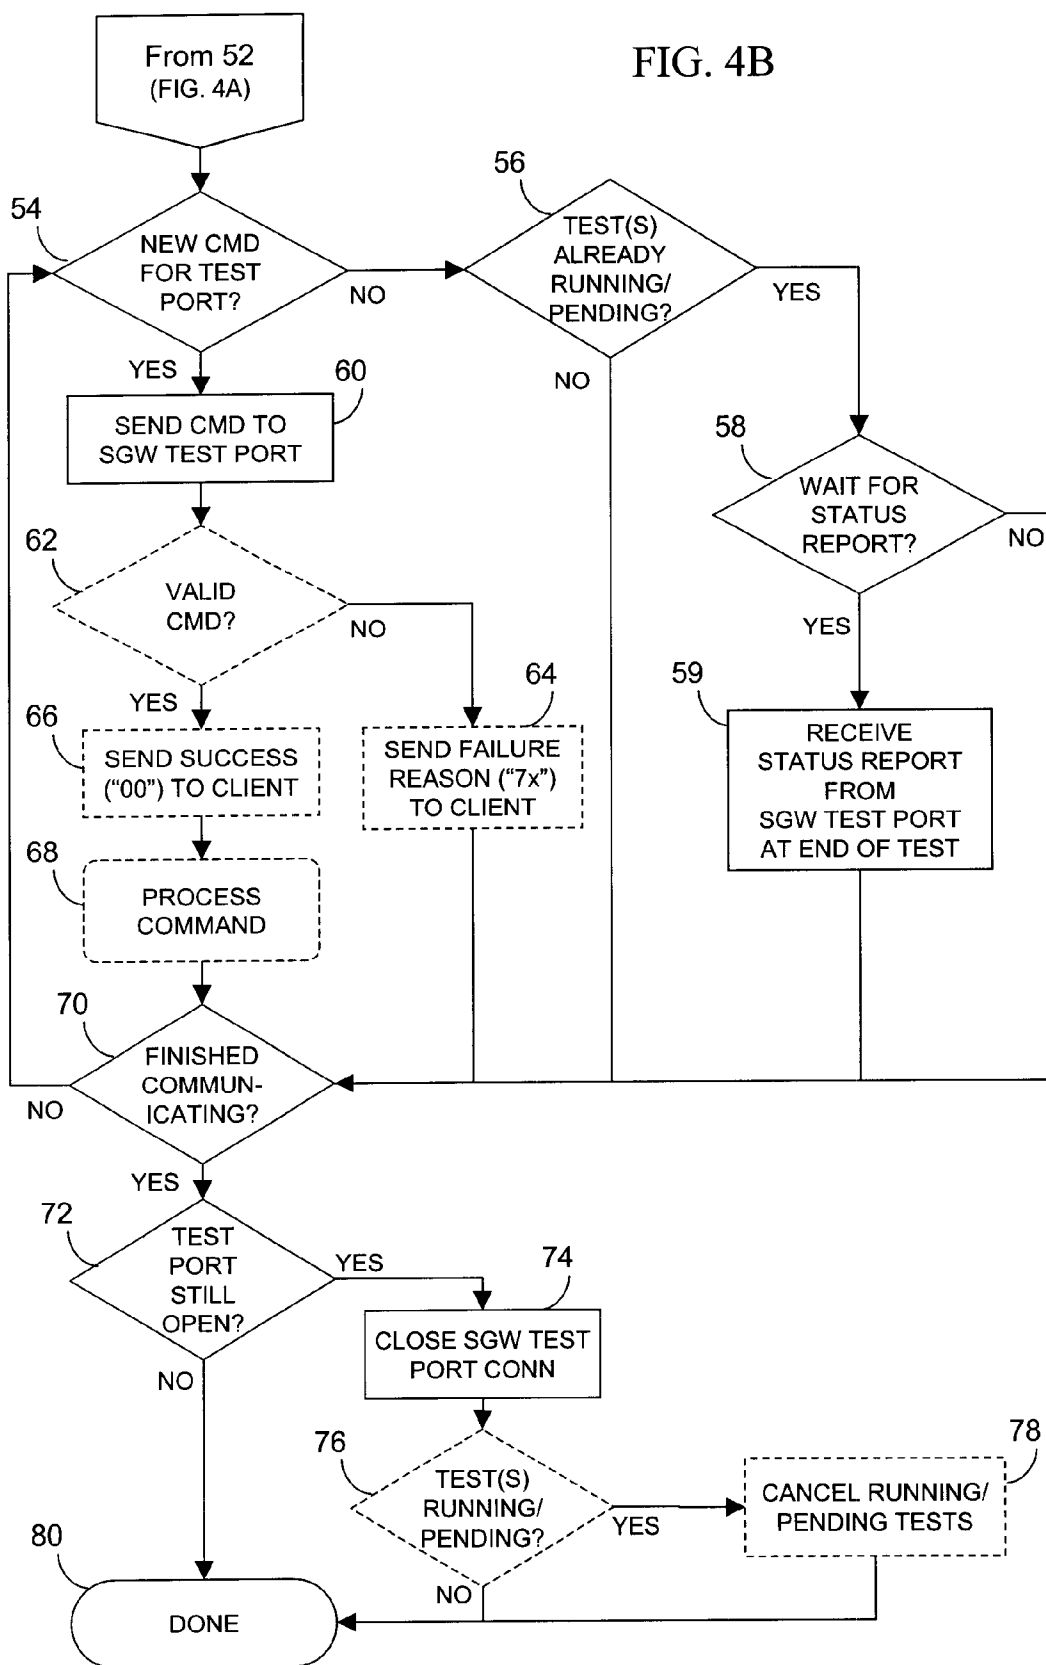 From 52
(FIG. 4A)
FIG. 4B
54
NEW CMD
FOR TEST
PORT?
NO
YES
56
TEST(S)
ALREADY
RUNNING/
PENDING?
YES
NO
60
SEND CMD TO
SGW TEST PORT
58
WAIT FOR
STATUS
REPORT?
NO
YES
62
VALID
CMD?
NO
YES
59
RECEIVE
STATUS REPORT
FROM
SGW TEST PORT
AT END OF TEST
66
SEND SUCCESS
("00") TO CLIENT
64
SEND FAILURE
REASON ("7x")
TO CLIENT
68
PROCESS
COMMAND
70
FINISHED
COMMUN-
ICATING?
NO
YES
72
TEST
PORT
STILL
OPEN?
YES
NO
74
CLOSE SGW TEST
PORT CONN
76
TEST(S)
RUNNING/
PENDING?
YES
NO
78
CANCEL RUNNING/
PENDING TESTS
80
DONE